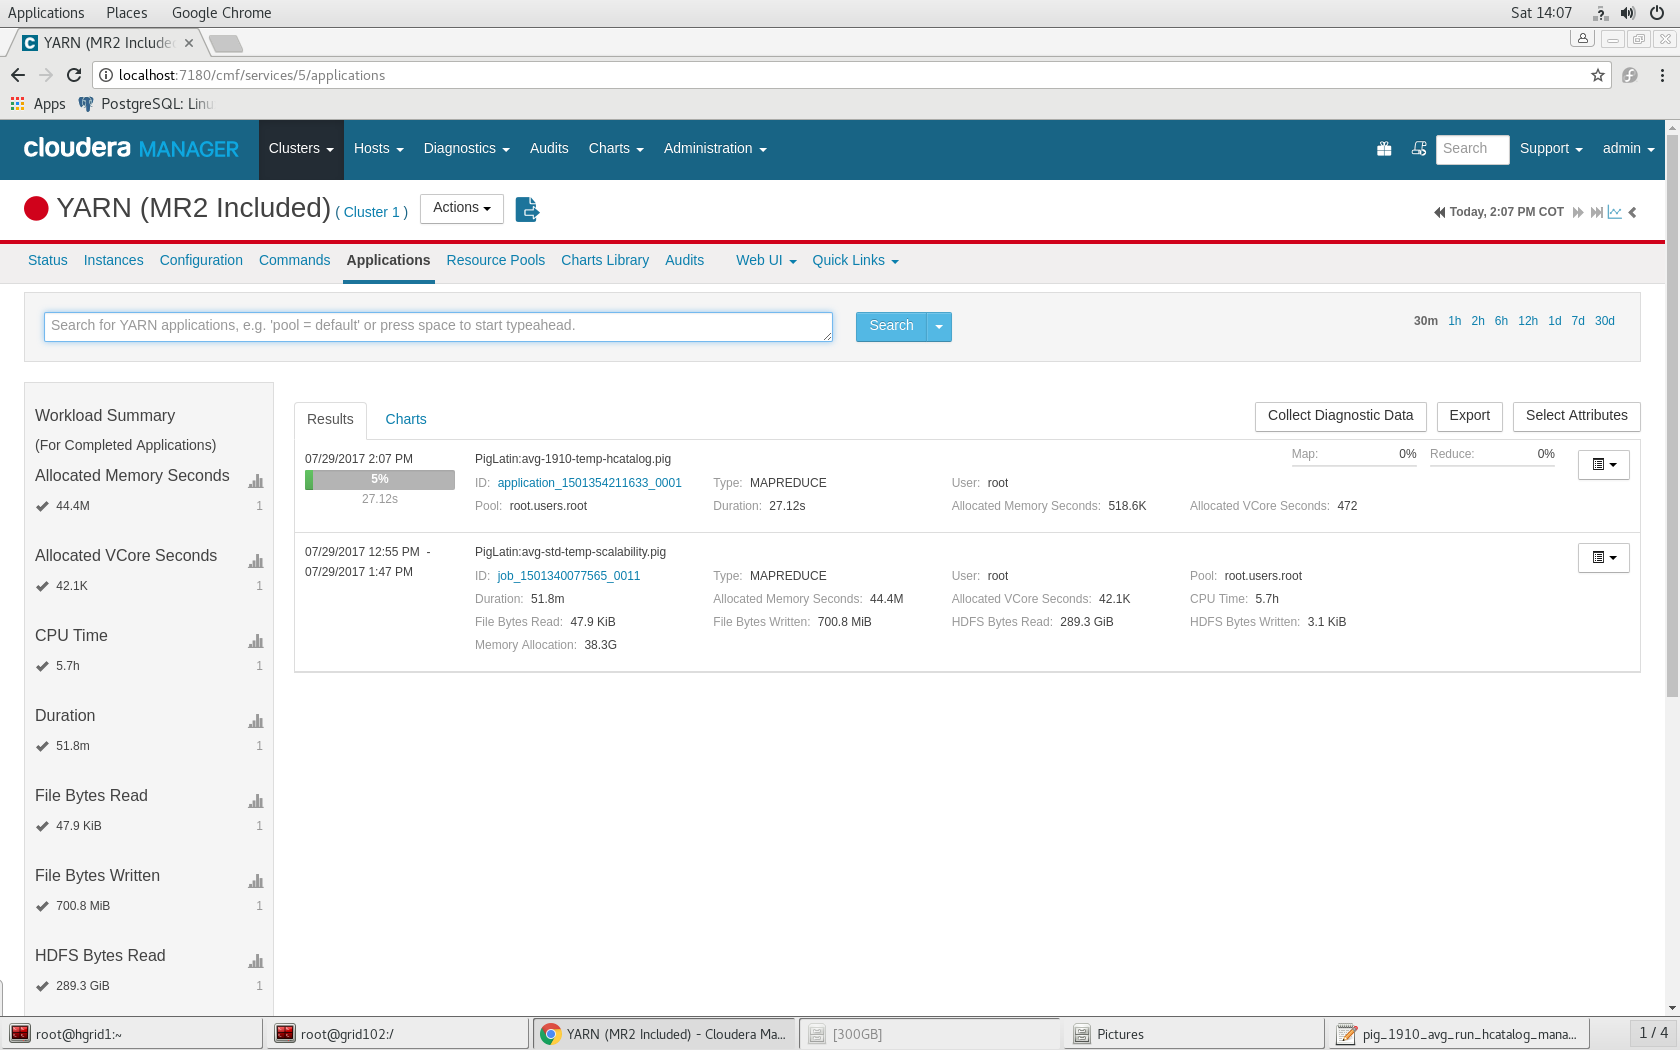 Applications Places Google Chrome Sat 14:07
YARN (MR2 Include
localhost:7180/cmf/services/5/applications
Apps PostgreSQL: Linu
cloudera MANAGER Clusters Hosts Diagnostics Audits Charts Administration Search Support admin
YARN (MR2 Included) ( Cluster 1 ) Actions Today, 2:07 PM COT
Status Instances Configuration Commands Applications Resource Pools Charts Library Audits Web UI Quick Links
Search for YARN applications, e.g. 'pool = default' or press space to start typeahead. Search 30m 1h 2h 6h 12h 1d 7d 30d
Workload Summary
(For Completed Applications)
Allocated Memory Seconds
44.4M 1
Allocated VCore Seconds
42.1K 1
CPU Time
5.7h 1
Duration
51.8m 1
File Bytes Read
47.9 KiB 1
File Bytes Written
700.8 MiB 1
HDFS Bytes Read
289.3 GiB 1
Results Charts Collect Diagnostic Data Export Select Attributes
07/29/2017 2:07 PM PigLatin:avg-1910-temp-hcatalog.pig Map: 0% Reduce: 0%
5% ID: application_1501354211633_0001 Type: MAPREDUCE User: root
27.12s Pool: root.users.root Duration: 27.12s Allocated Memory Seconds: 518.6K Allocated VCore Seconds: 472
07/29/2017 12:55 PM - PigLatin:avg-std-temp-scalability.pig
07/29/2017 1:47 PM ID: job_1501340077565_0011 Type: MAPREDUCE User: root Pool: root.users.root
Duration: 51.8m Allocated Memory Seconds: 44.4M Allocated VCore Seconds: 42.1K CPU Time: 5.7h
File Bytes Read: 47.9 KiB File Bytes Written: 700.8 MiB HDFS Bytes Read: 289.3 GiB HDFS Bytes Written: 3.1 KiB
Memory Allocation: 38.3G
root@hgrid1:~ root@grid102:/ YARN (MR2 Included) - Cloudera Ma... [300GB] Pictures pig_1910_avg_run_hcatalog_mana... 1 / 4